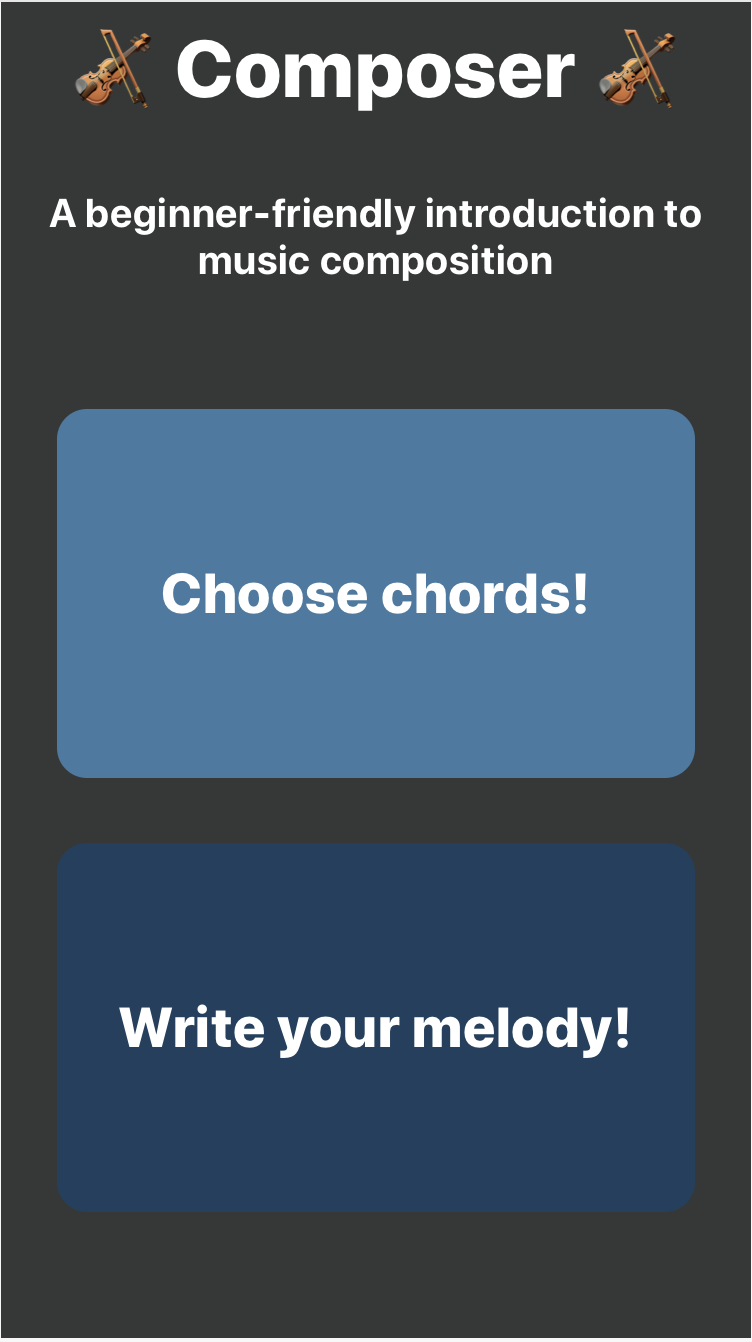 🎻 Composer 🎻
A beginner-friendly introduction to
music composition
Choose chords!
Write your melody!